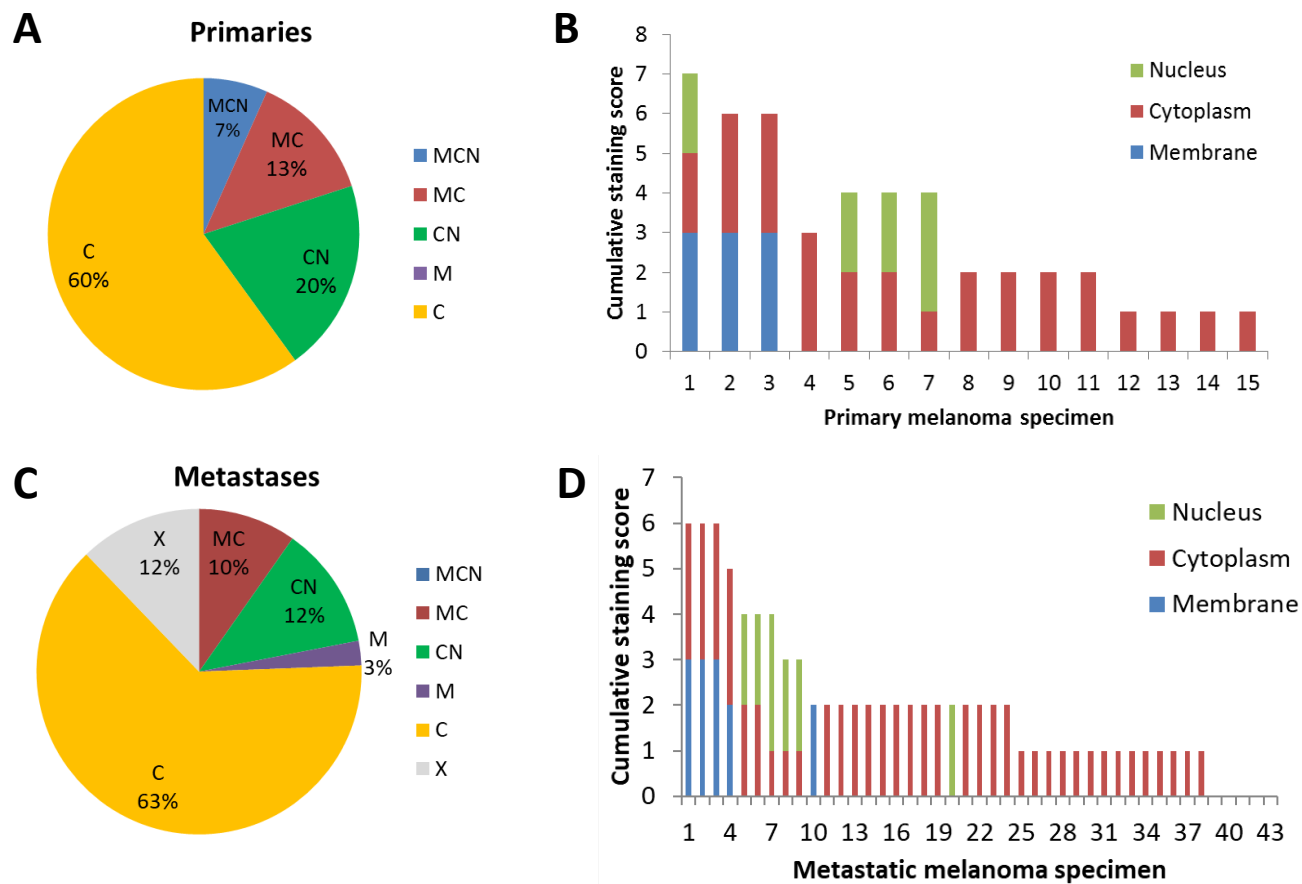 A
Primaries
MCN
7%
MC
13%
CN
20%
C
60%
MCN
MC
CN
M
C
B
Cumulative staining score
8
7
6
5
4
3
2
1
0
Nucleus
Cytoplasm
Membrane
1 2 3 4 5 6 7 8 9 10 11 12 13 14 15
Primary melanoma specimen
C
Metastases
X
12%
MC
10%
CN
12%
M
3%
C
63%
MCN
MC
CN
M
C
X
D
Cumulative staining score
7
6
5
4
3
2
1
0
Nucleus
Cytoplasm
Membrane
1 4 7 10 13 16 19 22 25 28 31 34 37 40 43
Metastatic melanoma specimen